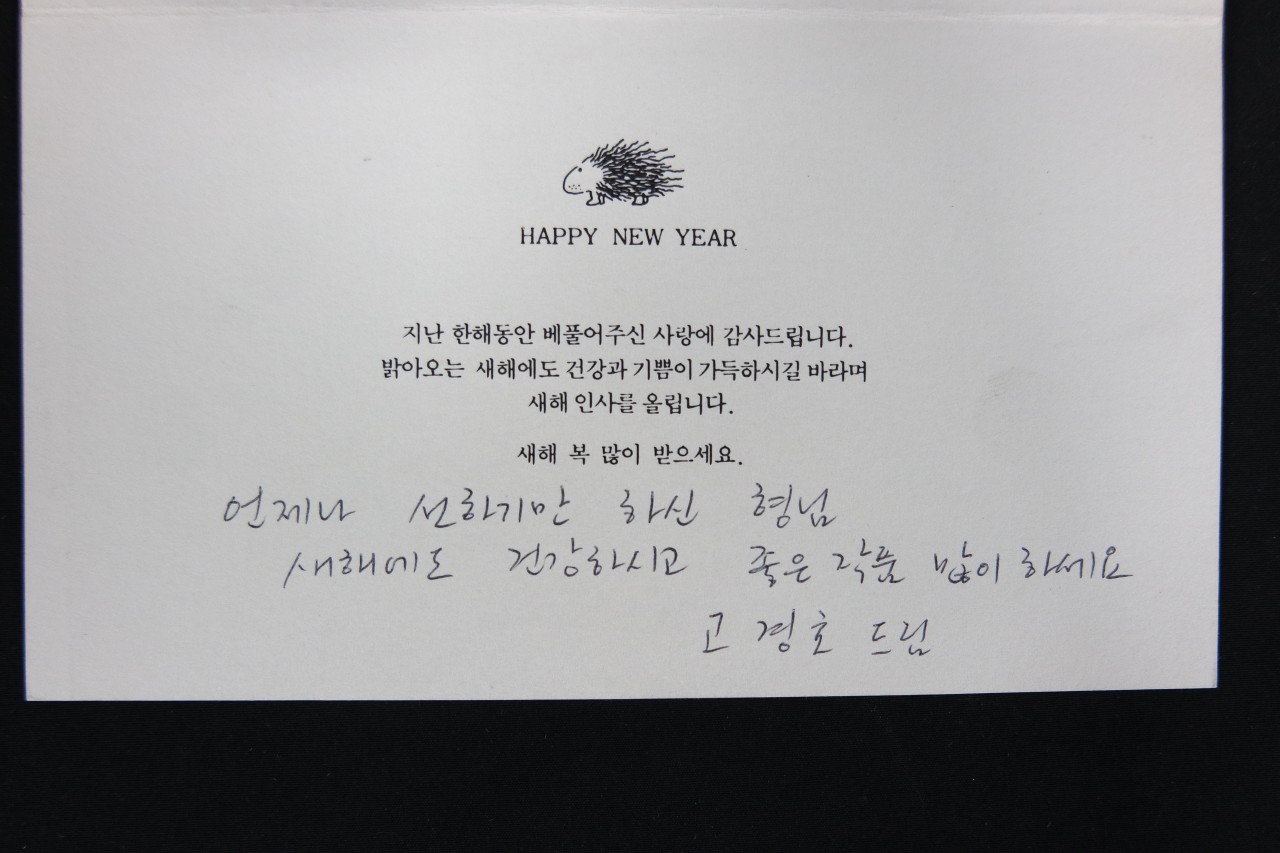 HAPPY NEW YEAR
지난 한해동안 베풀어주신 사랑에 감사드립니다.
밝아오는 새해에도 건강과 기쁨이 가득하시길 바라며
새해 인사를 올립니다.
새해 복 많이 받으세요.
언제나 선하기만 하신 형님
새해에도 건강하시고 좋은 작품 많이 하세요
고경호 드림